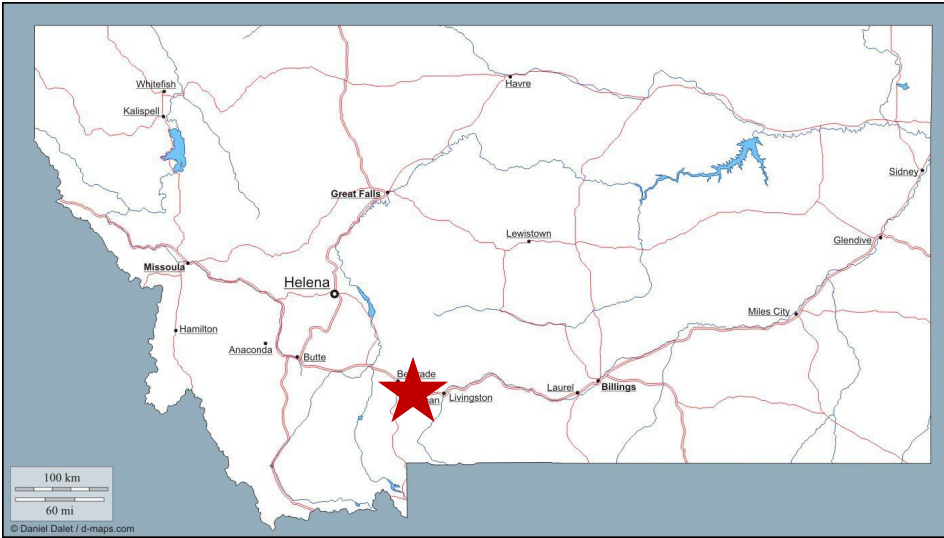 Whitefish
Kalispell
Havre
Sidney
Great Falls
Lewistown
Glendive
Missoula
Helena
Miles City
Hamilton
Anaconda
Butte
Laurel
Billings
Livingston
100 km
60 mi
© Daniel Dalet / d-maps.com